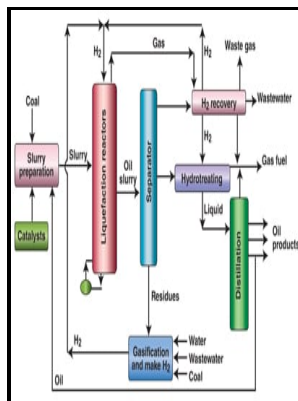 Gas
H₂
H₂
Waste gas
Coal
H₂ recovery
Wastewater
Slurry
preparation
Slurry
Liquefaction reactors
Oil
slurry
Separator
H₂
Hydrotreating
Gas fuel
Catalysts
Liquid
Distillation
Oil
products
Residues
H₂
Gasification
and make H₂
Water
Wastewater
Coal
Oil